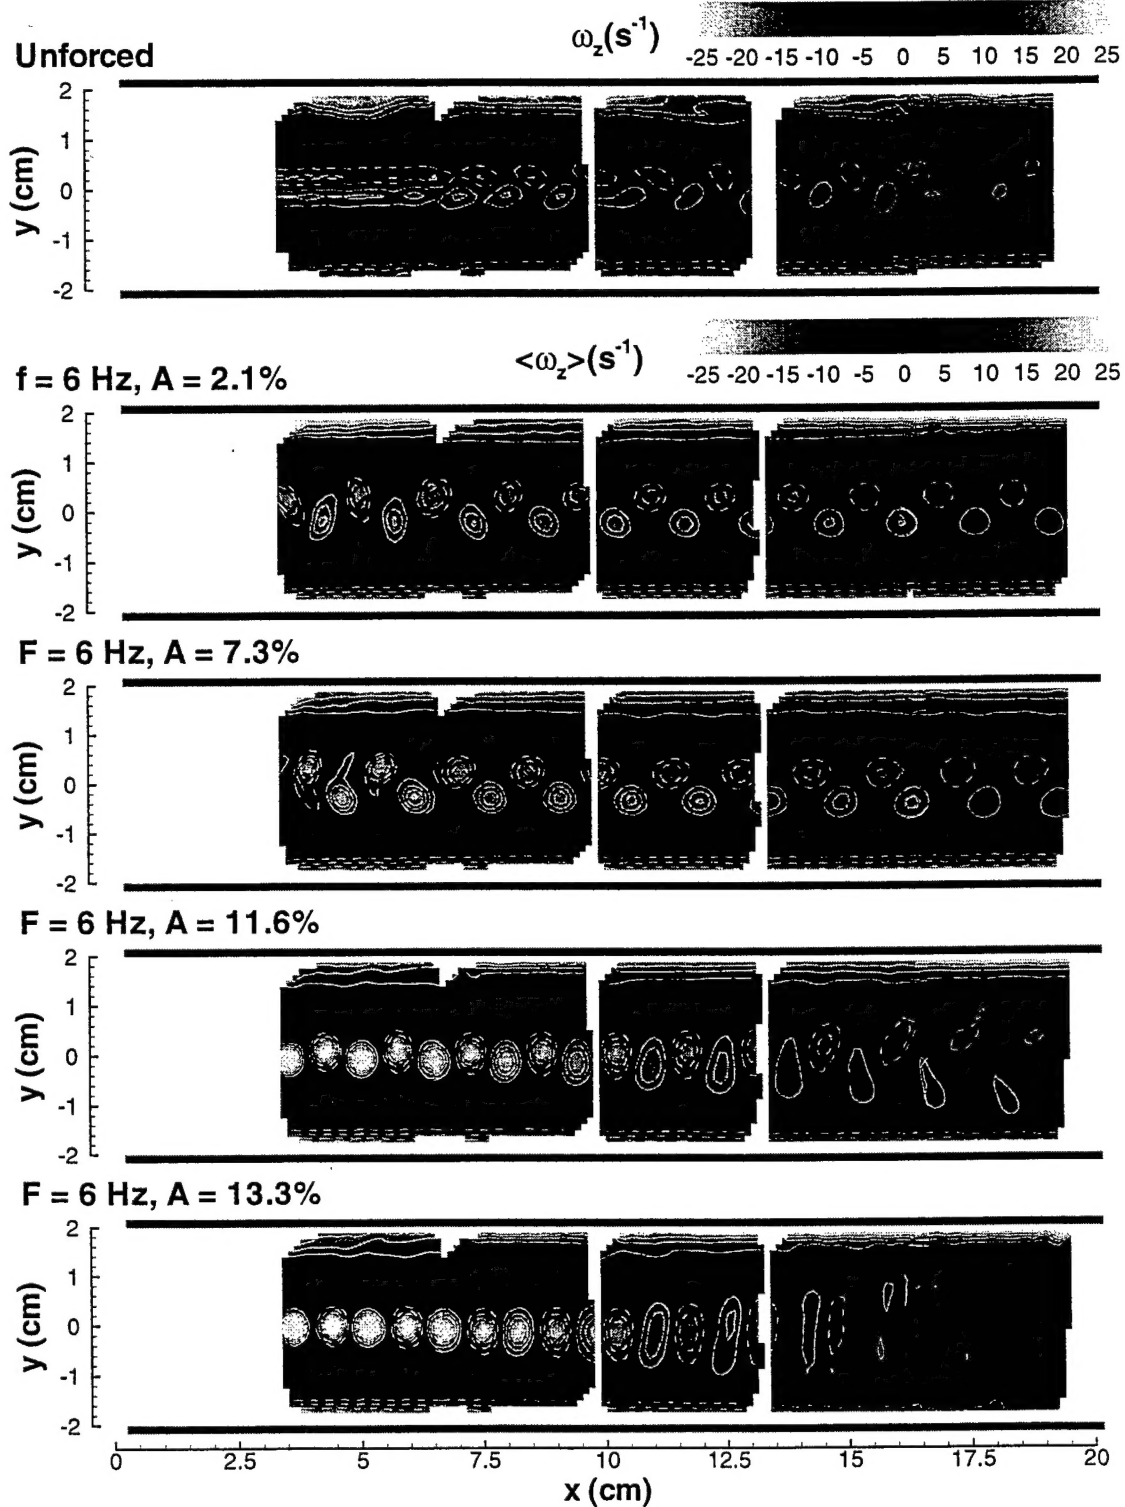 Unforced
ω_z(s⁻¹)
-25 -20 -15 -10 -5 0 5 10 15 20 25
2
1
0
-1
-2
y (cm)
<ω_z>(s⁻¹)
-25 -20 -15 -10 -5 0 5 10 15 20 25
f = 6 Hz, A = 2.1%
2
1
0
-1
-2
y (cm)
F = 6 Hz, A = 7.3%
2
1
0
-1
-2
y (cm)
F = 6 Hz, A = 11.6%
2
1
0
-1
-2
y (cm)
F = 6 Hz, A = 13.3%
2
1
0
-1
-2
y (cm)
0 2.5 5 7.5 10 12.5 15 17.5 20
x (cm)